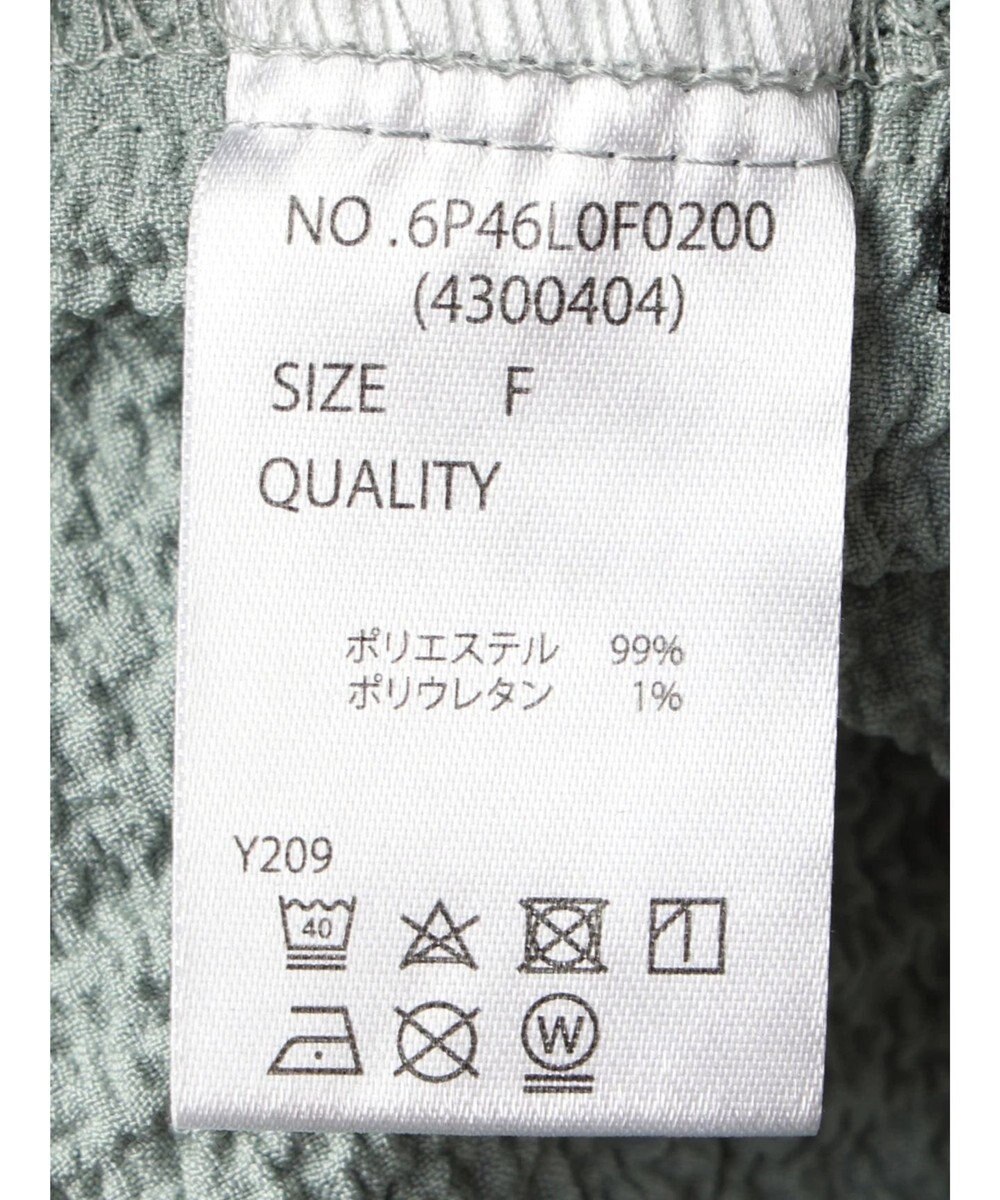 NO.6P46L0F0200
(4300404)
SIZE F
QUALITY
ポリエステル 99%
ポリウレタン 1%
Y209
40
W